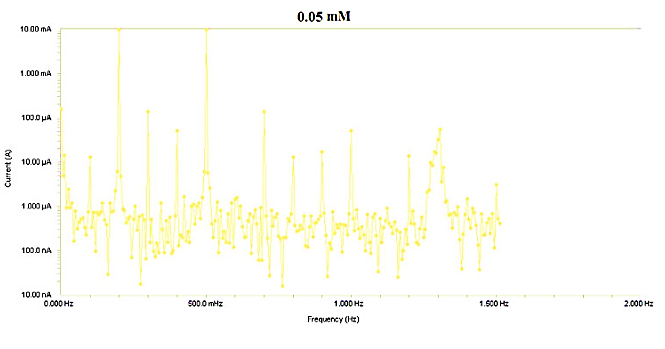 0.05 mM
10.00 mA
1.000 mA
100.0 µA
10.00 µA
1.000 µA
100.0 nA
10.00 nA
Current (A)
0.000 Hz 500.0 mHz 1.000 Hz 1.500 Hz 2.000 Hz
Frequency (Hz)